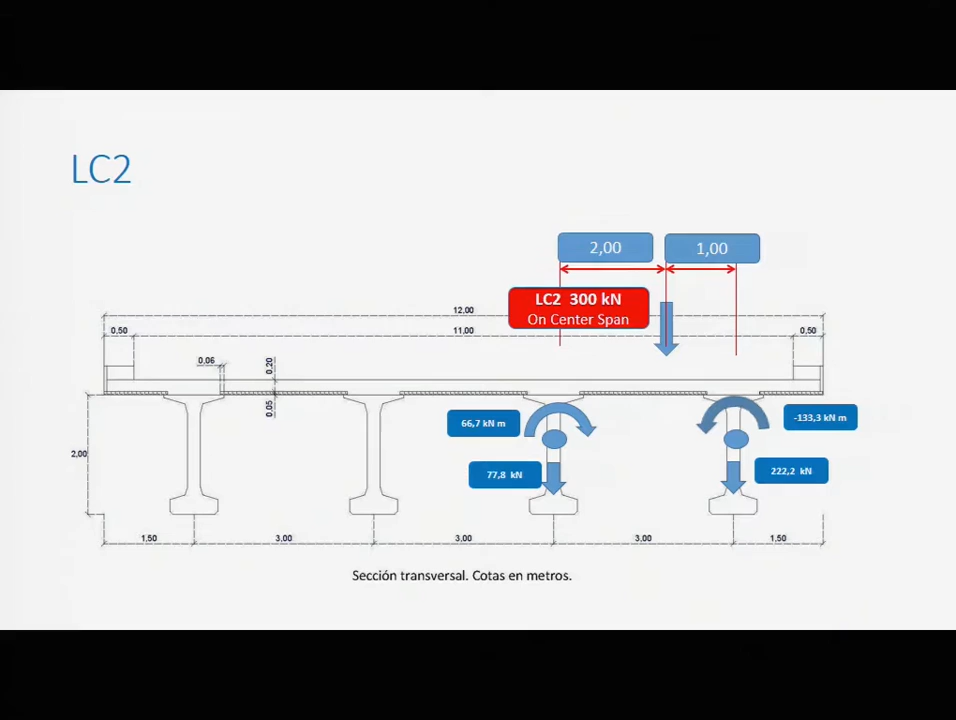 LC2
2,00
1,00
LC2 300 kN
On Center Span
12,00
0,50
11,00
0,50
0,06
0,20
0,05
2,00
66,7 kN m
-133,3 kN m
77,8 kN
222,2 kN
1,50
3,00
3,00
3,00
1,50
Sección transversal. Cotas en metros.